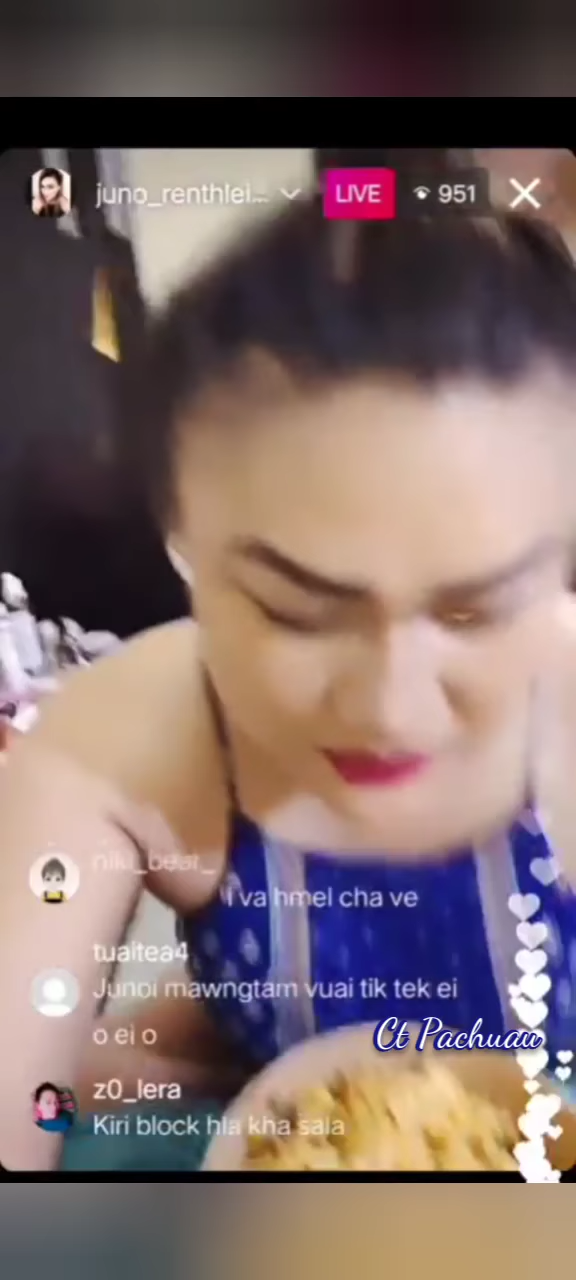 juno_renthlei...
LIVE
951
niki_bear_
i va hmel cha ve
tuaitea4
Junoi mawngtam vuai tik tek ei
o ei o
Ct Pachuau
z0_lera
Kiri block hla kha sala